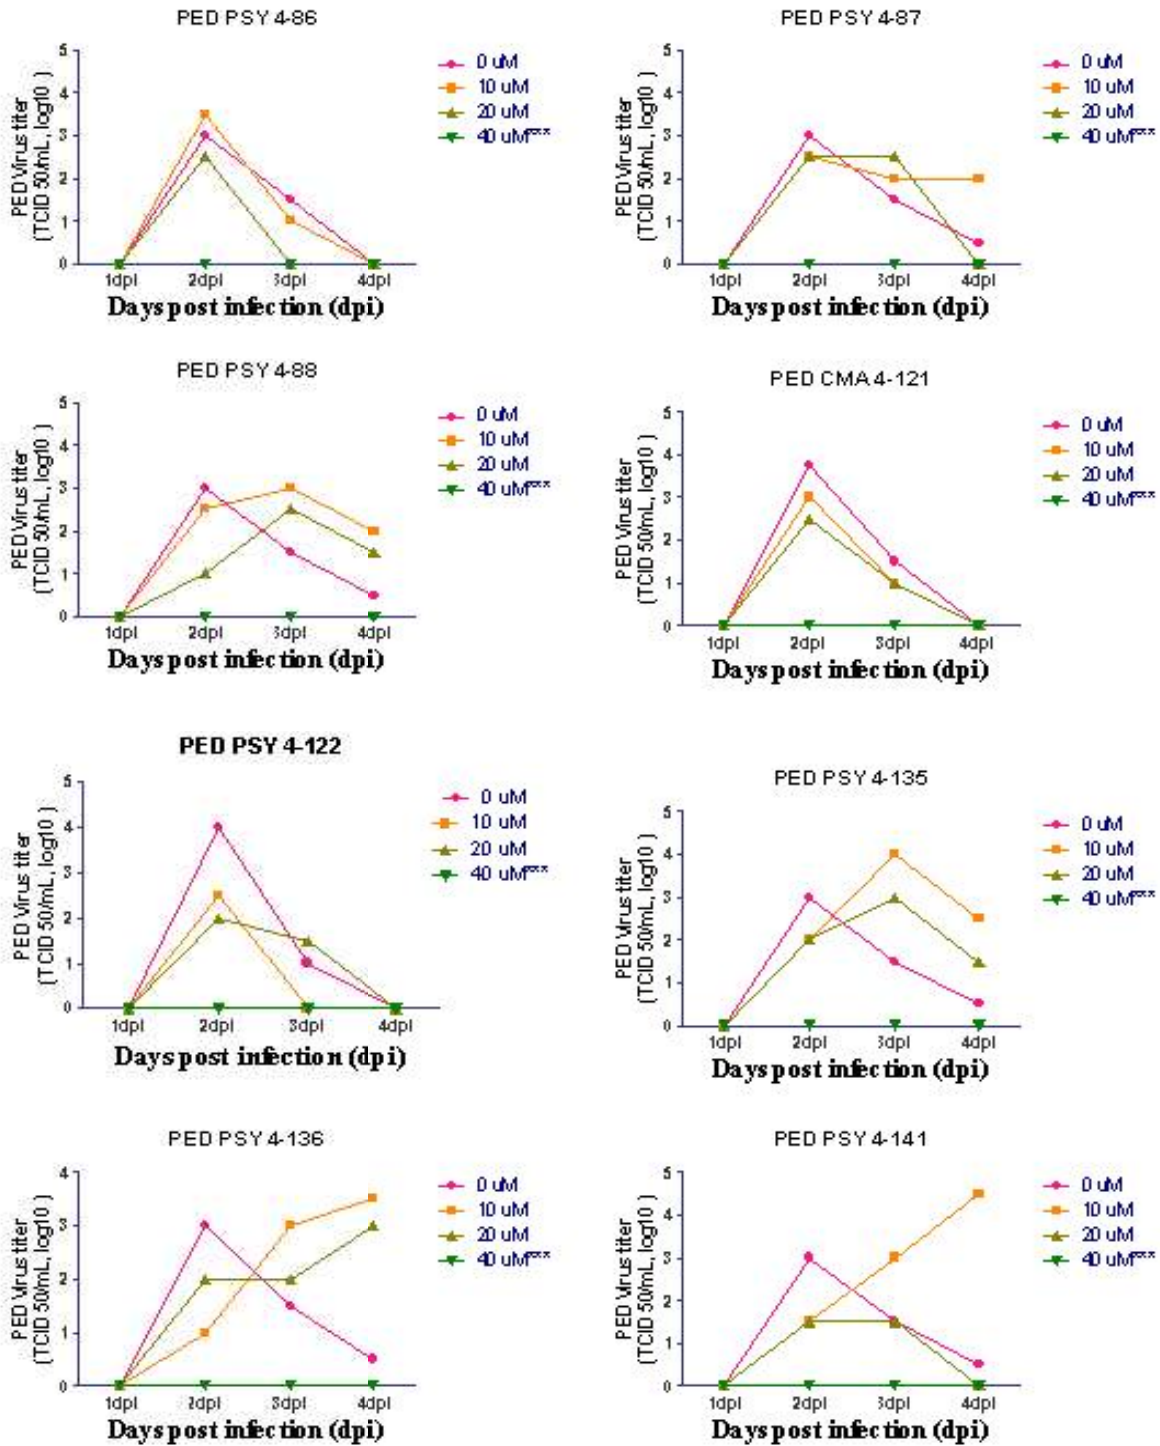 PED PSY 4-86
PED Virus titer
(TCID 50/mL, log10 )
5
4
3
2
1
0
1dpi 2dpi 3dpi 4dpi
Days post infection (dpi)
0 uM
10 uM
20 uM
40 uM***
PED PSY 4-87
PED Virus titer
(TCID 50/mL, log10 )
5
4
3
2
1
0
1dpi 2dpi 3dpi 4dpi
Days post infection (dpi)
0 uM
10 uM
20 uM
40 uM***
PED PSY 4-88
PED Virus titer
(TCID 50/mL, log10 )
5
4
3
2
1
0
1dpi 2dpi 3dpi 4dpi
Days post infection (dpi)
0 uM
10 uM
20 uM
40 uM***
PED CMA 4-121
PED Virus titer
(TCID 50/mL, log10 )
5
4
3
2
1
0
1dpi 2dpi 3dpi 4dpi
Days post infection (dpi)
0 uM
10 uM
20 uM
40 uM***
PED PSY 4-122
PED Virus titer
(TCID 50/mL, log10 )
5
4
3
2
1
0
1dpi 2dpi 3dpi 4dpi
Days post infection (dpi)
0 uM
10 uM
20 uM
40 uM***
PED PSY 4-135
PED Virus titer
(TCID 50/mL, log10 )
5
4
3
2
1
0
1dpi 2dpi 3dpi 4dpi
Days post infection (dpi)
0 uM
10 uM
20 uM
40 uM***
PED PSY 4-136
PED Virus titer
(TCID 50/mL, log10 )
4
3
2
1
0
1dpi 2dpi 3dpi 4dpi
Days post infection (dpi)
0 uM
10 uM
20 uM
40 uM***
PED PSY 4-141
PED Virus titer
(TCID 50/mL, log10 )
5
4
3
2
1
0
1dpi 2dpi 3dpi 4dpi
Days post infection (dpi)
0 uM
10 uM
20 uM
40 uM***